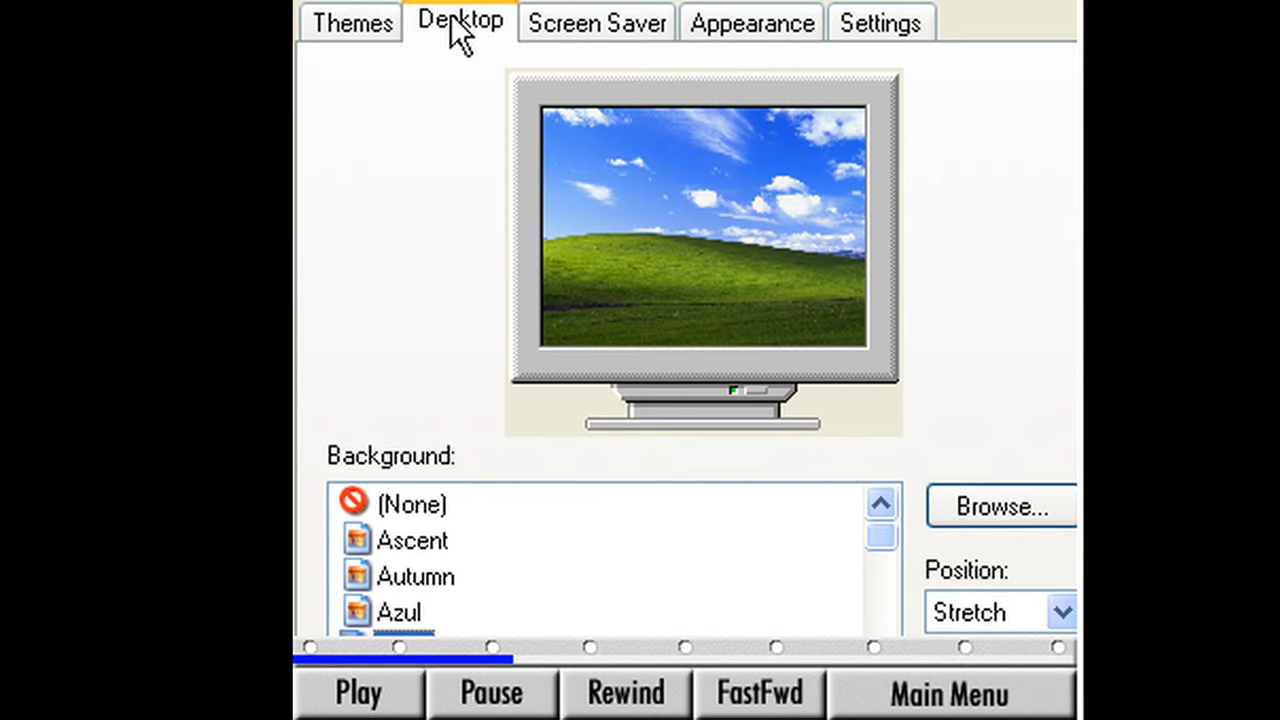 Themes Desktop Screen Saver Appearance Settings
Background:
(None)
Browse...
Ascent
Autumn
Position:
Azul
Stretch
Play Pause Rewind FastFwd Main Menu